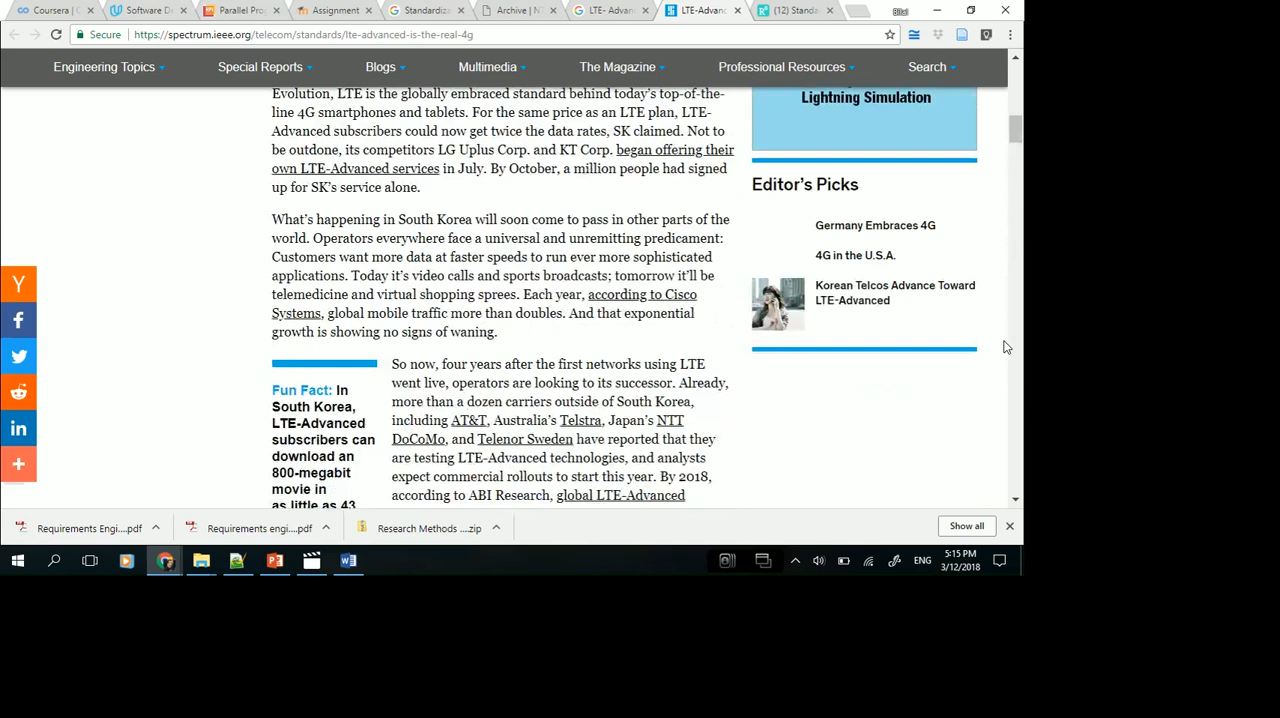 Coursera | C
Software De
Parallel Prog
Assignment
Standardiza
Archive | NT
LTE- Advan
LTE-Advanc
(12) Standa
Bilal
Secure
https://spectrum.ieee.org/telecom/standards/lte-advanced-is-the-real-4g
Engineering Topics
Special Reports
Blogs
Multimedia
The Magazine
Professional Resources
Search
Evolution, LTE is the globally embraced standard behind today's top-of-the-
line 4G smartphones and tablets. For the same price as an LTE plan, LTE-
Advanced subscribers could now get twice the data rates, SK claimed. Not to
be outdone, its competitors LG Uplus Corp. and KT Corp. began offering their
own LTE-Advanced services in July. By October, a million people had signed
up for SK's service alone.
What's happening in South Korea will soon come to pass in other parts of the
world. Operators everywhere face a universal and unremitting predicament:
Customers want more data at faster speeds to run ever more sophisticated
applications. Today it's video calls and sports broadcasts; tomorrow it'll be
telemedicine and virtual shopping sprees. Each year, according to Cisco
Systems, global mobile traffic more than doubles. And that exponential
growth is showing no signs of waning.
Fun Fact: In
South Korea,
LTE-Advanced
subscribers can
download an
800-megabit
movie in
as little as 43
So now, four years after the first networks using LTE
went live, operators are looking to its successor. Already,
more than a dozen carriers outside of South Korea,
including AT&T, Australia's Telstra, Japan's NTT
DoCoMo, and Telenor Sweden have reported that they
are testing LTE-Advanced technologies, and analysts
expect commercial rollouts to start this year. By 2018,
according to ABI Research, global LTE-Advanced
Lightning Simulation
Editor's Picks
Germany Embraces 4G
4G in the U.S.A.
Korean Telcos Advance Toward
LTE-Advanced
Y
f
in
+
Requirements Engi....pdf
Requirements engi....pdf
Research Methods ....zip
Show all
ENG
5:15 PM
3/12/2018